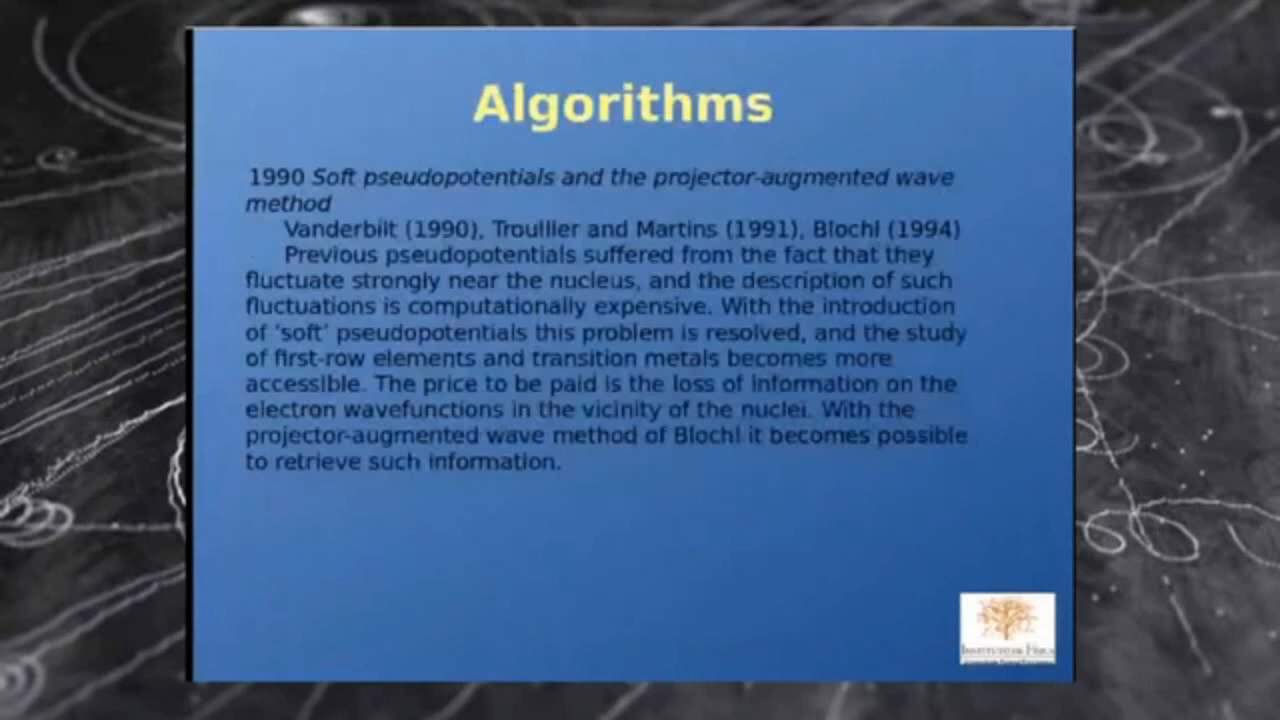 Algorithms
1990 Soft pseudopotentials and the projector-augmented wave
method
Vanderbilt (1990), Troullier and Martins (1991), Blochl (1994)
Previous pseudopotentials suffered from the fact that they
fluctuate strongly near the nucleus, and the description of such
fluctuations is computationally expensive. With the introduction
of ‘soft’ pseudopotentials this problem is resolved, and the study
of first-row elements and transition metals becomes more
accessible. The price to be paid is the loss of information on the
electron wavefunctions in the vicinity of the nuclei. With the
projector-augmented wave method of Blochl it becomes possible
to retrieve such information.